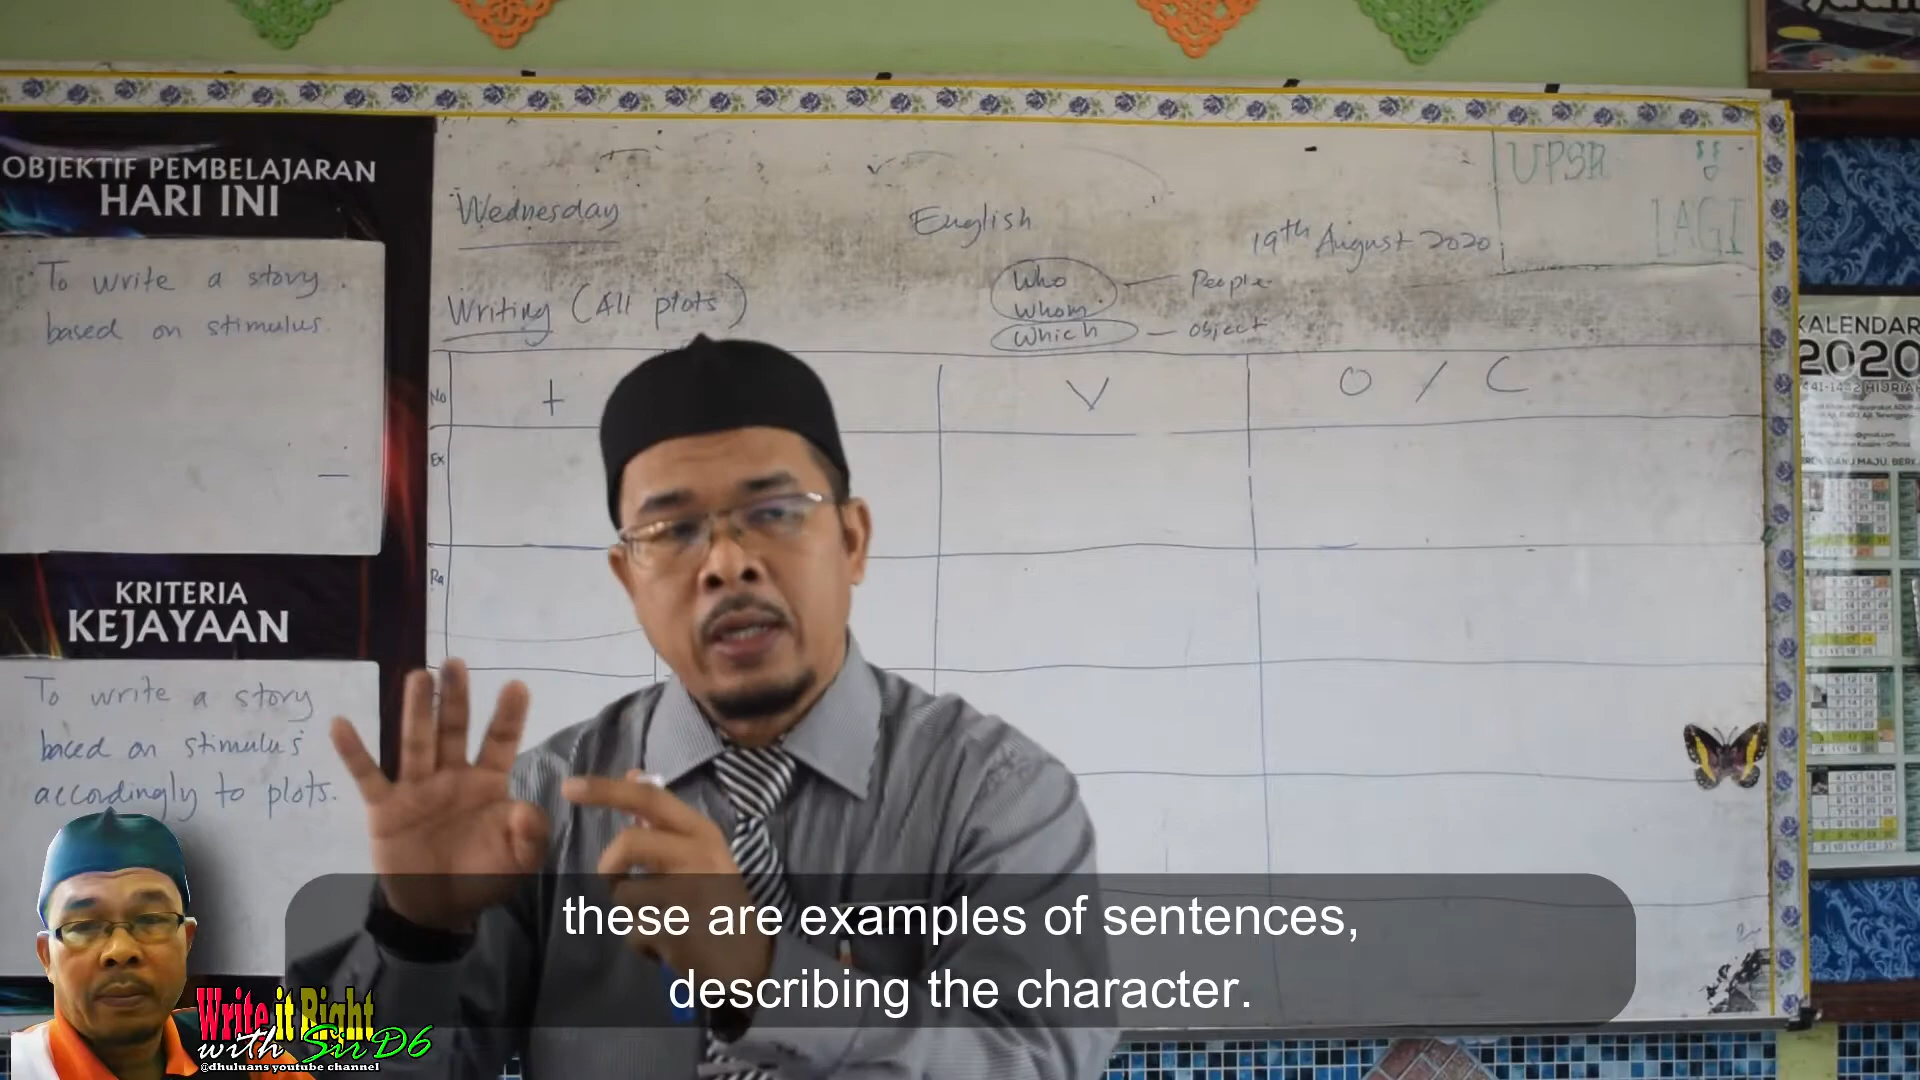 OBJEKTIF PEMBELAJARAN
HARI INI
To write a story
based on stimulus.
KRITERIA
KEJAYAAN
To write a story
baced on stimulus
accordingly to plots.
Wednesday
English
19th August 2020
UPSR
LAGI
Writing (All plots)
Who
Whom
People
Which
object
No
+
V
O / C
Ex
KALENDAR
2020
these are examples of sentences,
describing the character.
Write it Right
with Sir D6
@dhuluans youtube channel